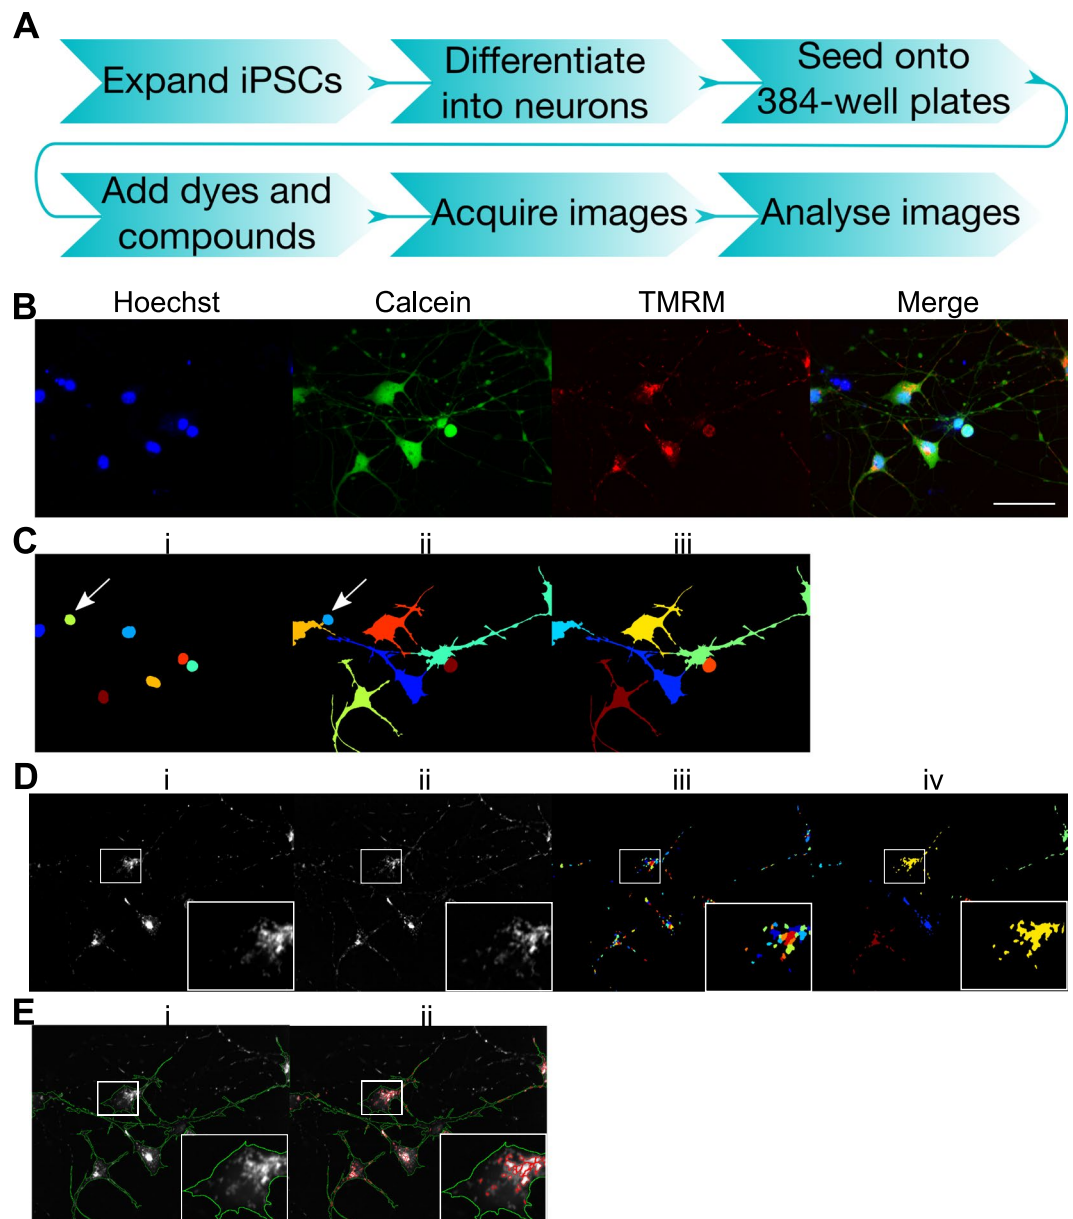 A
Expand iPSCs
Differentiate
into neurons
Seed onto
384-well plates
Add dyes and
compounds
Acquire images
Analyse images
B
Hoechst
Calcein
TMRM
Merge
C
i
ii
iii
D
i
ii
iii
iv
E
i
ii